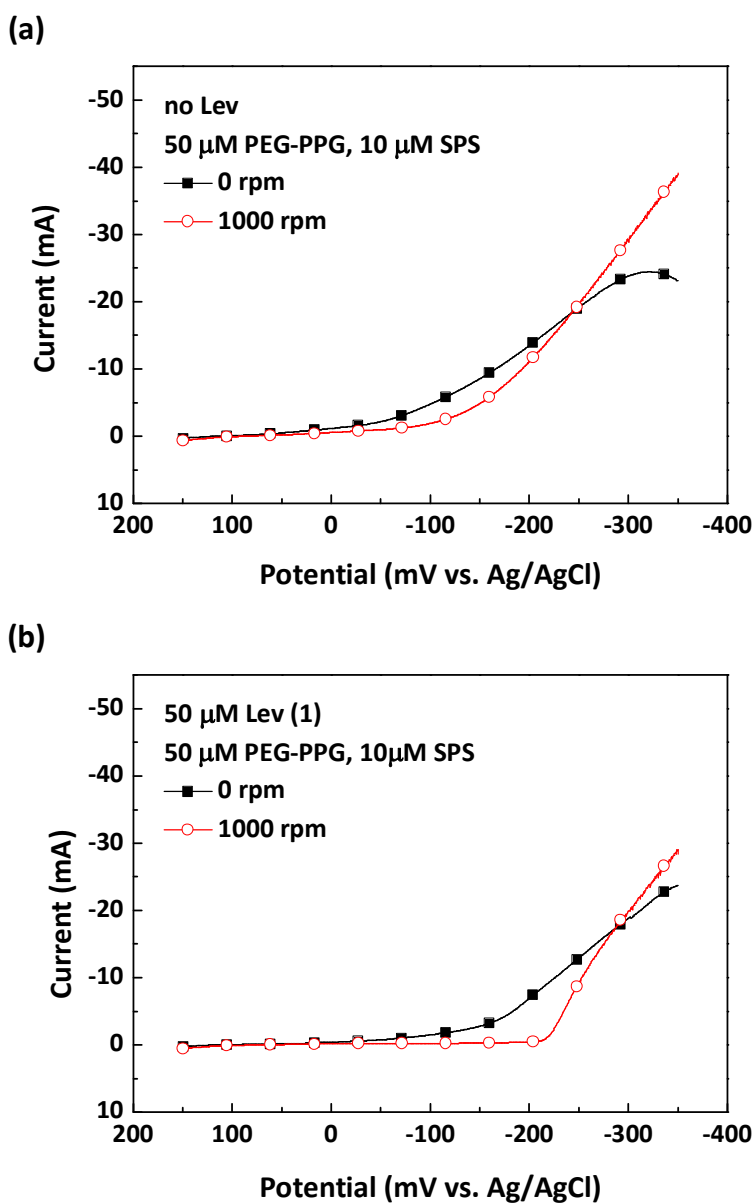 (a)
-50
-40
-30
-20
-10
0
10
Current (mA)
no Lev
50 μM PEG-PPG, 10 μM SPS
0 rpm
1000 rpm
200 100 0 -100 -200 -300 -400
Potential (mV vs. Ag/AgCl)
(b)
-50
-40
-30
-20
-10
0
10
Current (mA)
50 μM Lev (1)
50 μM PEG-PPG, 10μM SPS
0 rpm
1000 rpm
200 100 0 -100 -200 -300 -400
Potential (mV vs. Ag/AgCl)